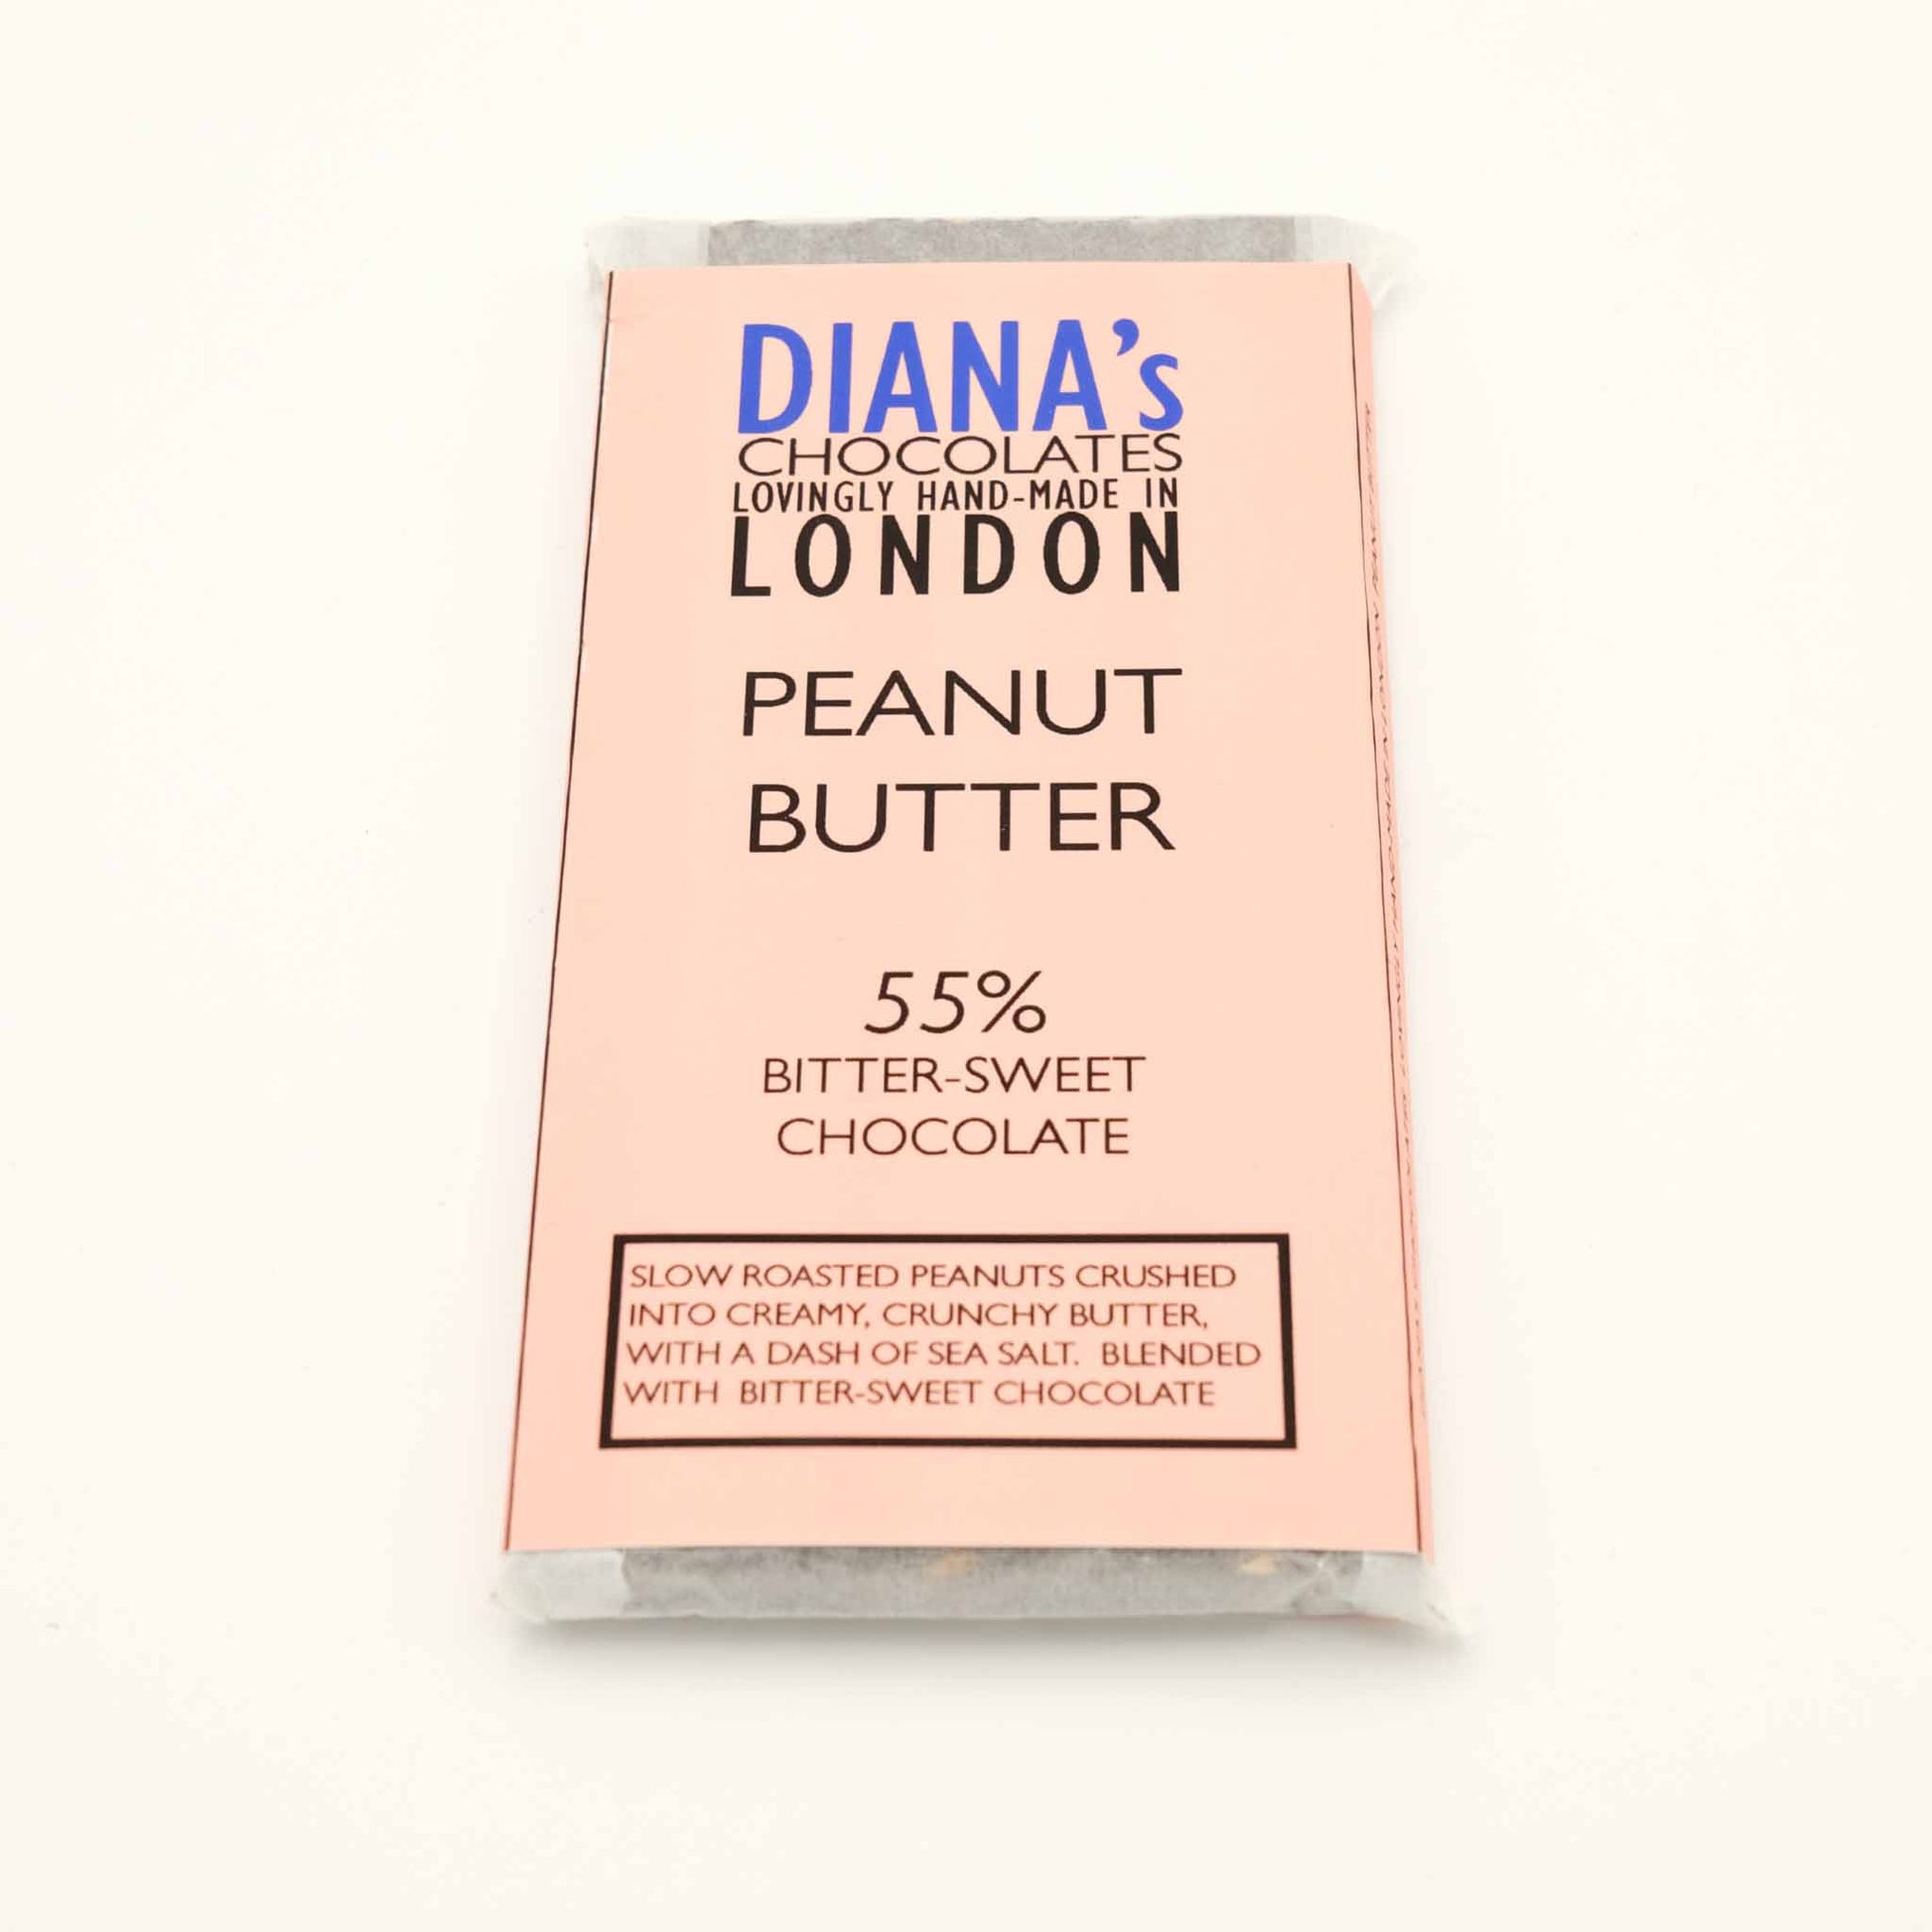 DIANA's
CHOCOLATES
LOVINGLY HAND-MADE IN
LONDON
PEANUT
BUTTER
55%
BITTER-SWEET
CHOCOLATE
SLOW ROASTED PEANUTS CRUSHED
INTO CREAMY, CRUNCHY BUTTER,
WITH A DASH OF SEA SALT. BLENDED
WITH BITTER-SWEET CHOCOLATE